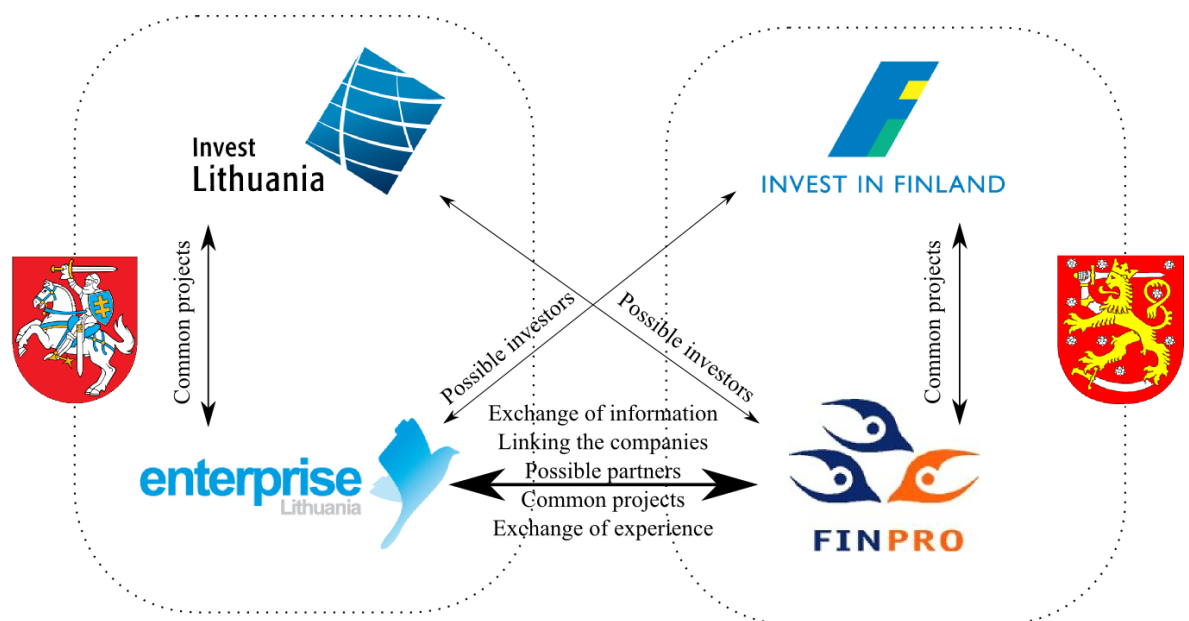 Invest
Lithuania
INVEST IN FINLAND
Common projects
Common projects
Possible investors
Possible investors
Exchange of information
Linking the companies
Possible partners
Common projects
Exchange of experience
enterprise
Lithuania
FINPRO